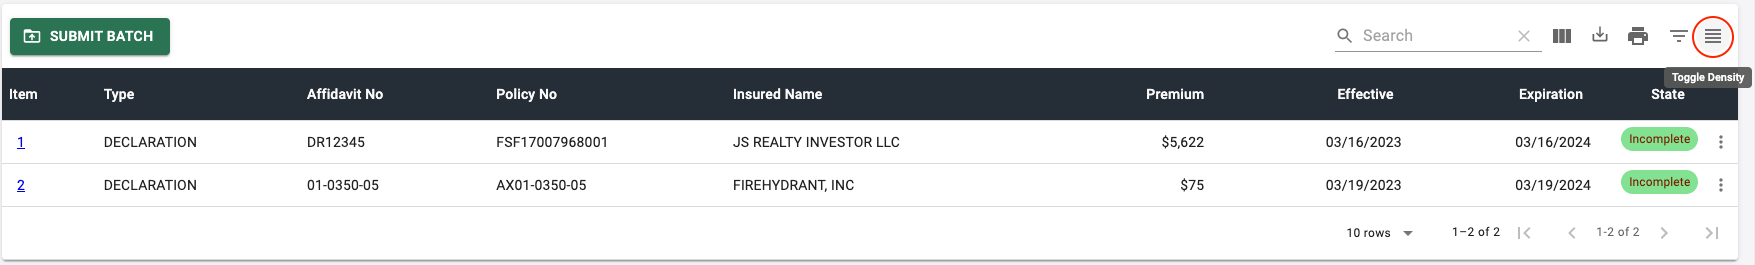 SUBMIT BATCH
Search
Toggle Density
Item Type Affidavit No Policy No Insured Name Premium Effective Expiration State
1 DECLARATION DR12345 FSF17007968001 JS REALTY INVESTOR LLC $5,622 03/16/2023 03/16/2024 Incomplete
2 DECLARATION 01-0350-05 AX01-0350-05 FIREHYDRANT, INC $75 03/19/2023 03/19/2024 Incomplete
10 rows 1–2 of 2 1-2 of 2